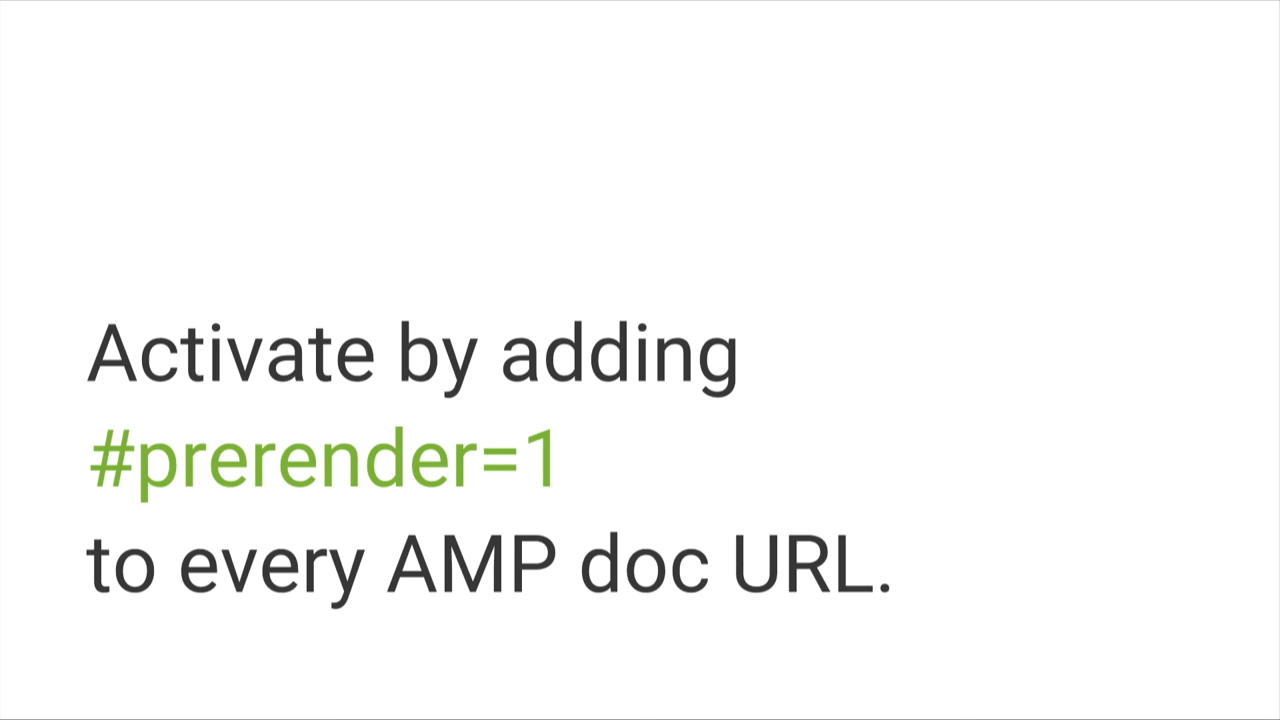 Activate by adding
#prerender=1
to every AMP doc URL.